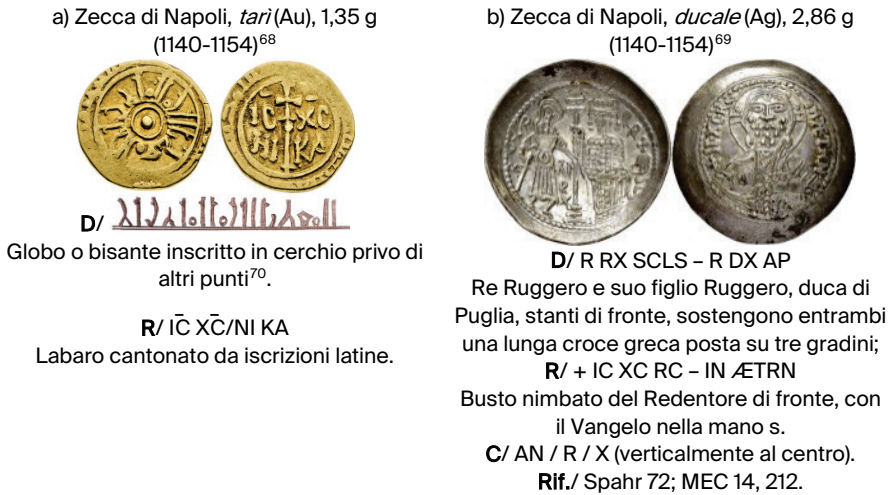 a) Zecca di Napoli, tarì (Au), 1,35 g
(1140-1154)68
IC XC
NI KA
D/
Globo o bisante inscritto in cerchio privo di
altri punti70.
R/ IC̄ XC̄/NI KA
Labaro cantonato da iscrizioni latine.
b) Zecca di Napoli, ducale (Ag), 2,86 g
(1140-1154)69
D/ R RX SCLS – R DX AP
Re Ruggero e suo figlio Ruggero, duca di
Puglia, stanti di fronte, sostengono entrambi
una lunga croce greca posta su tre gradini;
R/ + IC XC RC – IN ÆTRN
Busto nimbato del Redentore di fronte, con
il Vangelo nella mano s.
C/ AN / R / X (verticalmente al centro).
Rif./ Spahr 72; MEC 14, 212.